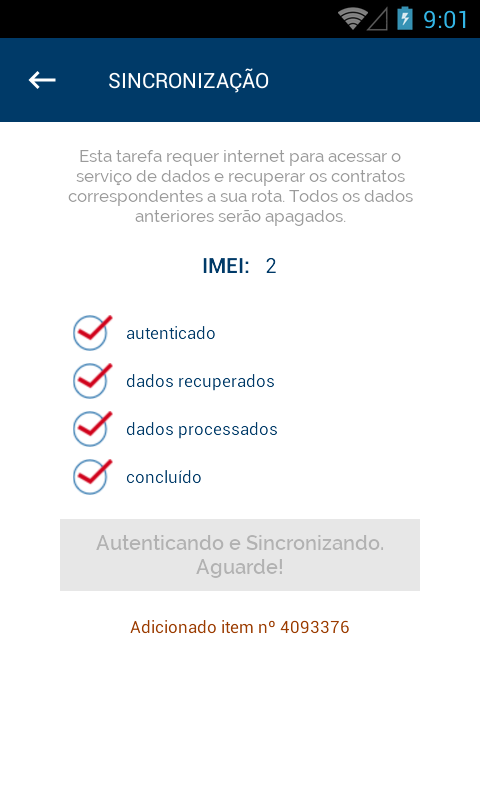 9:01
SINCRONIZAÇÃO
Esta tarefa requer internet para acessar o
serviço de dados e recuperar os contratos
correspondentes a sua rota. Todos os dados
anteriores serão apagados.
IMEI: 2
autenticado
dados recuperados
dados processados
concluído
Autenticando e Sincronizando.
Aguarde!
Adicionado item nº 4093376